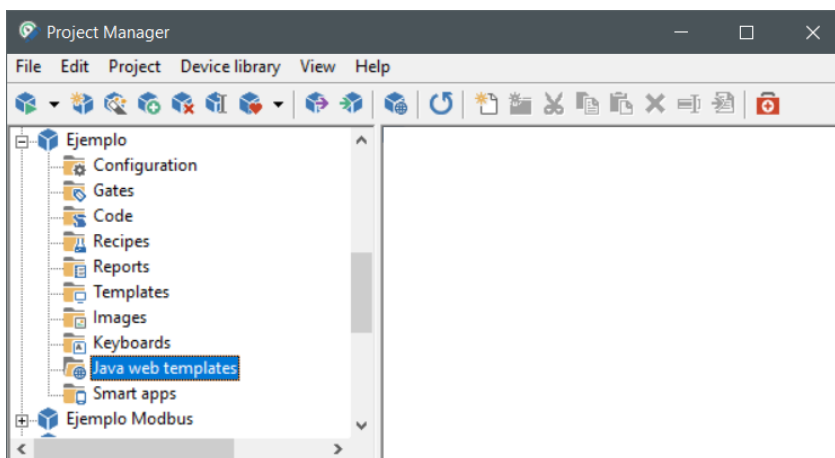 Project Manager
File Edit Project Device library View Help
Ejemplo
Configuration
Gates
Code
Recipes
Reports
Templates
Images
Keyboards
Java web templates
Smart apps
Ejemplo Modbus